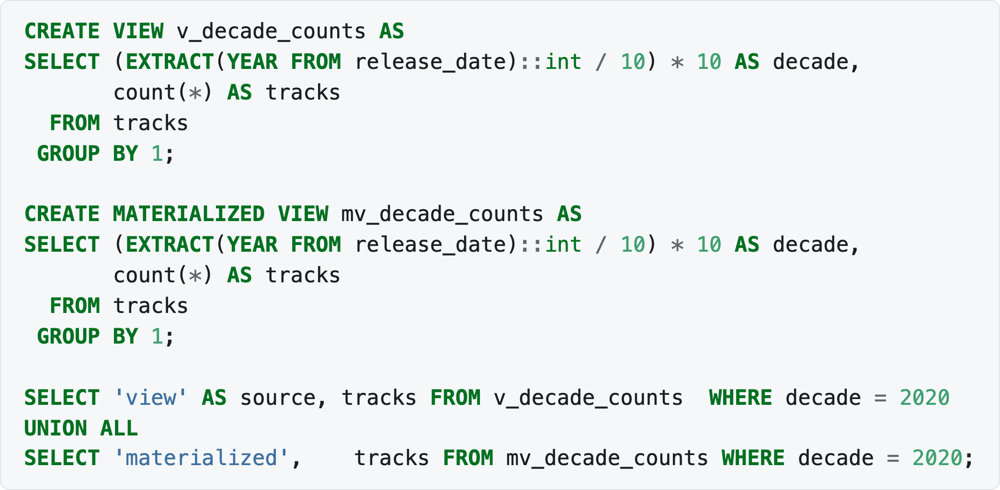 CREATE VIEW v_decade_counts AS
SELECT (EXTRACT(YEAR FROM release_date)::int / 10) * 10 AS decade,
       count(*) AS tracks
  FROM tracks
 GROUP BY 1;

CREATE MATERIALIZED VIEW mv_decade_counts AS
SELECT (EXTRACT(YEAR FROM release_date)::int / 10) * 10 AS decade,
       count(*) AS tracks
  FROM tracks
 GROUP BY 1;

SELECT 'view' AS source, tracks FROM v_decade_counts  WHERE decade = 2020
UNION ALL
SELECT 'materialized',    tracks FROM mv_decade_counts WHERE decade = 2020;